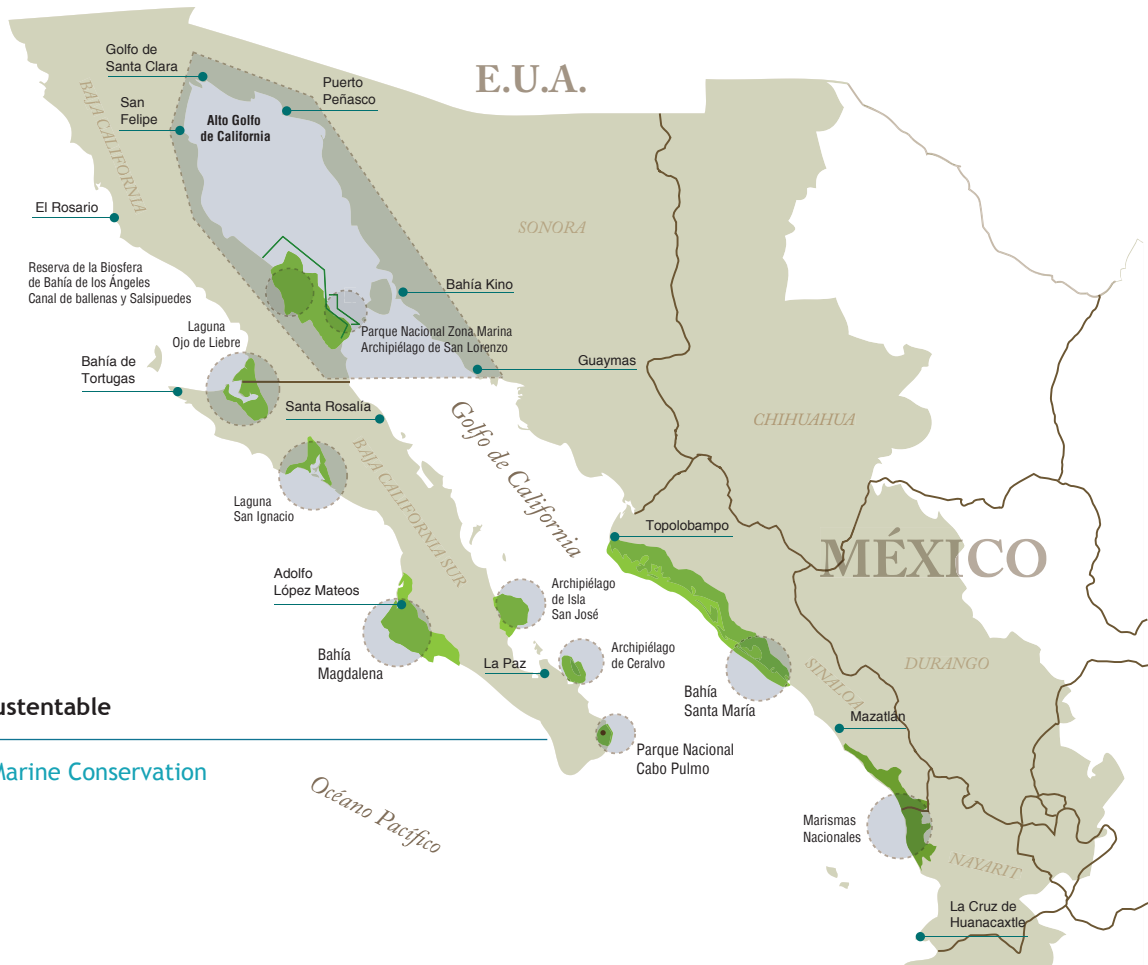 Golfo de
Santa Clara
E.U.A.
Puerto
Peñasco
San
Felipe
BAJA CALIFORNIA
Alto Golfo
de California
El Rosario
SONORA
Reserva de la Biosfera
de Bahía de los Ángeles
Canal de ballenas y Salsipuedes
Bahía Kino
Laguna
Ojo de Liebre
Parque Nacional Zona Marina
Archipiélago de San Lorenzo
Bahía de
Tortugas
Guaymas
Santa Rosalía
Golfo de California
CHIHUAHUA
BAJA CALIFORNIA SUR
Laguna
San Ignacio
Topolobampo
MÉXICO
Adolfo
López Mateos
Archipiélago
de Isla
San José
Bahía
Magdalena
La Paz
Archipiélago
de Ceralvo
SINALOA
DURANGO
Bahía
Santa María
ustentable
Mazatlán
Parque Nacional
Cabo Pulmo
Marine Conservation
Océano Pacífico
Marismas
Nacionales
NAYARIT
La Cruz de
Huanacaxtle